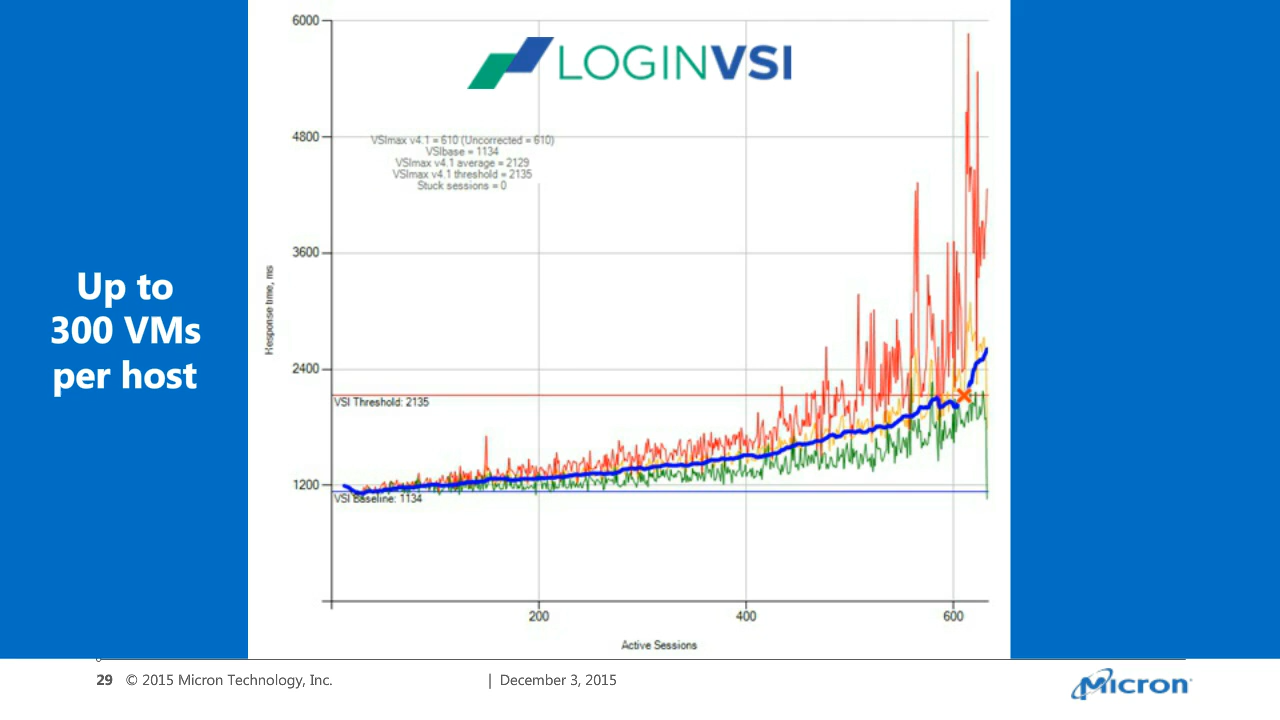 Up to
300 VMs
per host
LOGINVSI
VSImax v4.1 = 610 (Uncorrected = 610)
VSIbase = 1134
VSImax v4.1 average = 2129
VSImax v4.1 threshold = 2135
Stuck sessions = 0
6000
4800
3600
2400
1200
Response time, ms
VSI Threshold: 2135
VSI Baseline: 1134
200
400
600
Active Sessions
29 © 2015 Micron Technology, Inc. | December 3, 2015
Micron